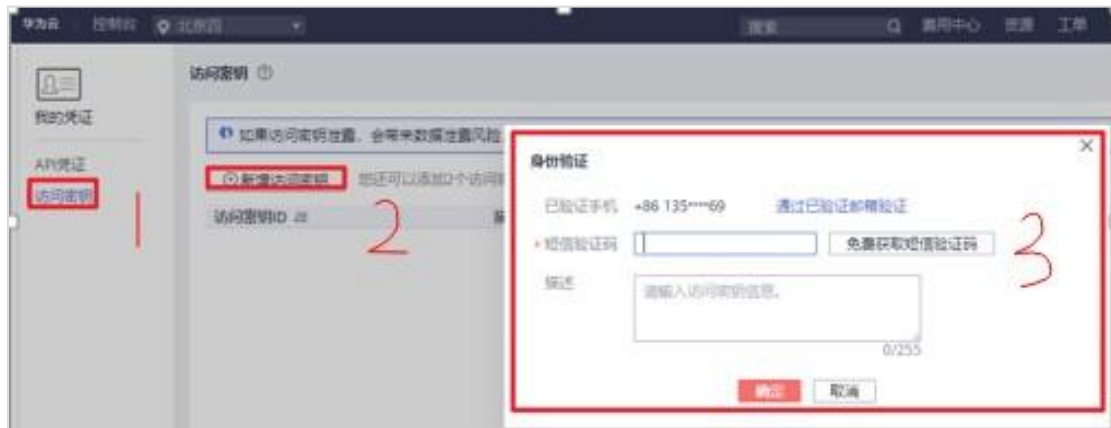 华为云 控制台 北京四 搜索 费用中心 资源 工单
我的凭证
API凭证
访问密钥
访问密钥
如果访问密钥泄露，会带来数据泄露风险，
新增访问密钥 您还可以添加2个访问
访问密钥ID
1
2
身份验证
已验证手机 +86 135****69 通过已验证邮箱验证
*短信验证码 免费获取短信验证码
描述 请输入访问密钥信息。
0/255
确定 取消
3